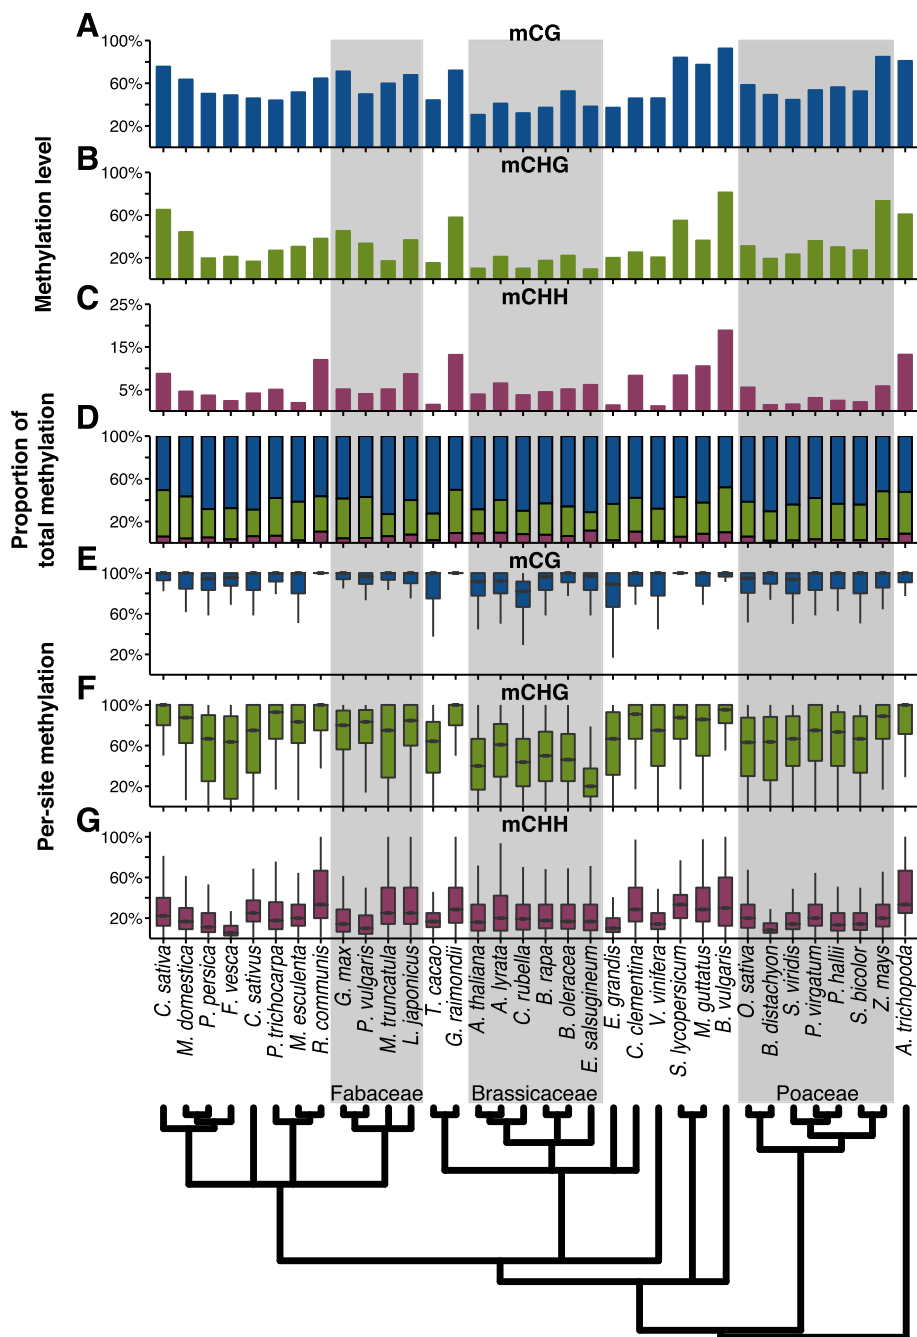 A
mCG
100%
60%
20%
B
mCHG
100%
60%
20%
Methylation level
C
mCHH
25%
15%
5%
D
100%
60%
20%
Proportion of
total methylation
E
mCG
100%
60%
20%
F
mCHG
100%
60%
20%
Per-site methylation
G
mCHH
100%
60%
20%
C. sativa
M. domestica
P. persica
F. vesca
C. sativus
P. trichocarpa
M. esculenta
R. communis
G. max
P. vulgaris
M. truncatula
L. japonicus
T. cacao
G. raimondii
A. thaliana
A. lyrata
C. rubella
B. rapa
B. oleracea
E. salsugineum
E. grandis
C. clementina
V. vinifera
S. lycopersicum
M. guttatus
B. vulgaris
O. sativa
B. distachyon
S. viridis
P. virgatum
P. hallii
S. bicolor
Z. mays
A. trichopoda
Fabaceae
Brassicaceae
Poaceae